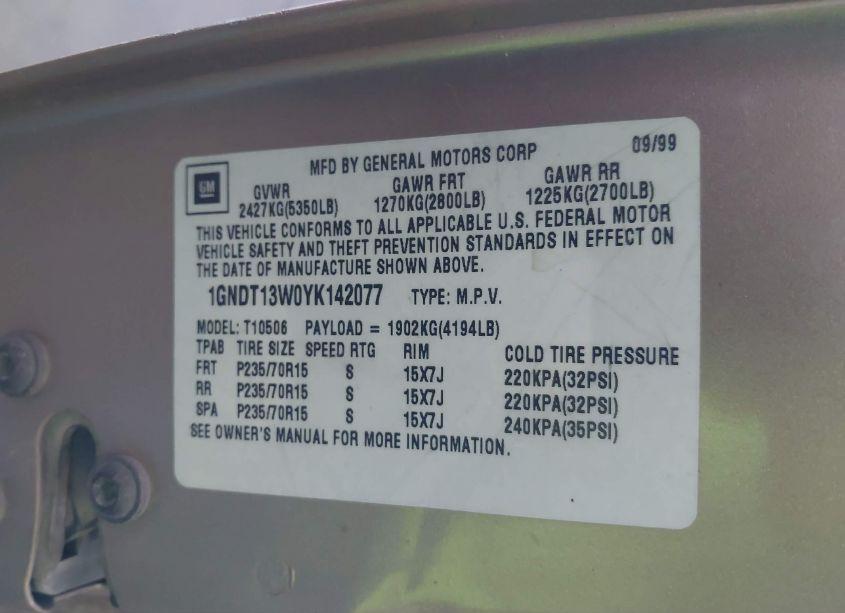 MFD BY GENERAL MOTORS CORP 09/99
GM
GVWR GAWR FRT GAWR RR
2427KG(5350LB) 1270KG(2800LB) 1225KG(2700LB)
THIS VEHICLE CONFORMS TO ALL APPLICABLE U.S. FEDERAL MOTOR
VEHICLE SAFETY AND THEFT PREVENTION STANDARDS IN EFFECT ON
THE DATE OF MANUFACTURE SHOWN ABOVE.
1GNDT13W0YK142077 TYPE: M.P.V.
MODEL: T10506 PAYLOAD = 1902KG(4194LB)
TPAB TIRE SIZE SPEED RTG RIM COLD TIRE PRESSURE
FRT P235/70R15 S 15X7J 220KPA(32PSI)
RR P235/70R15 S 15X7J 220KPA(32PSI)
SPA P235/70R15 S 15X7J 240KPA(35PSI)
SEE OWNER'S MANUAL FOR MORE INFORMATION.